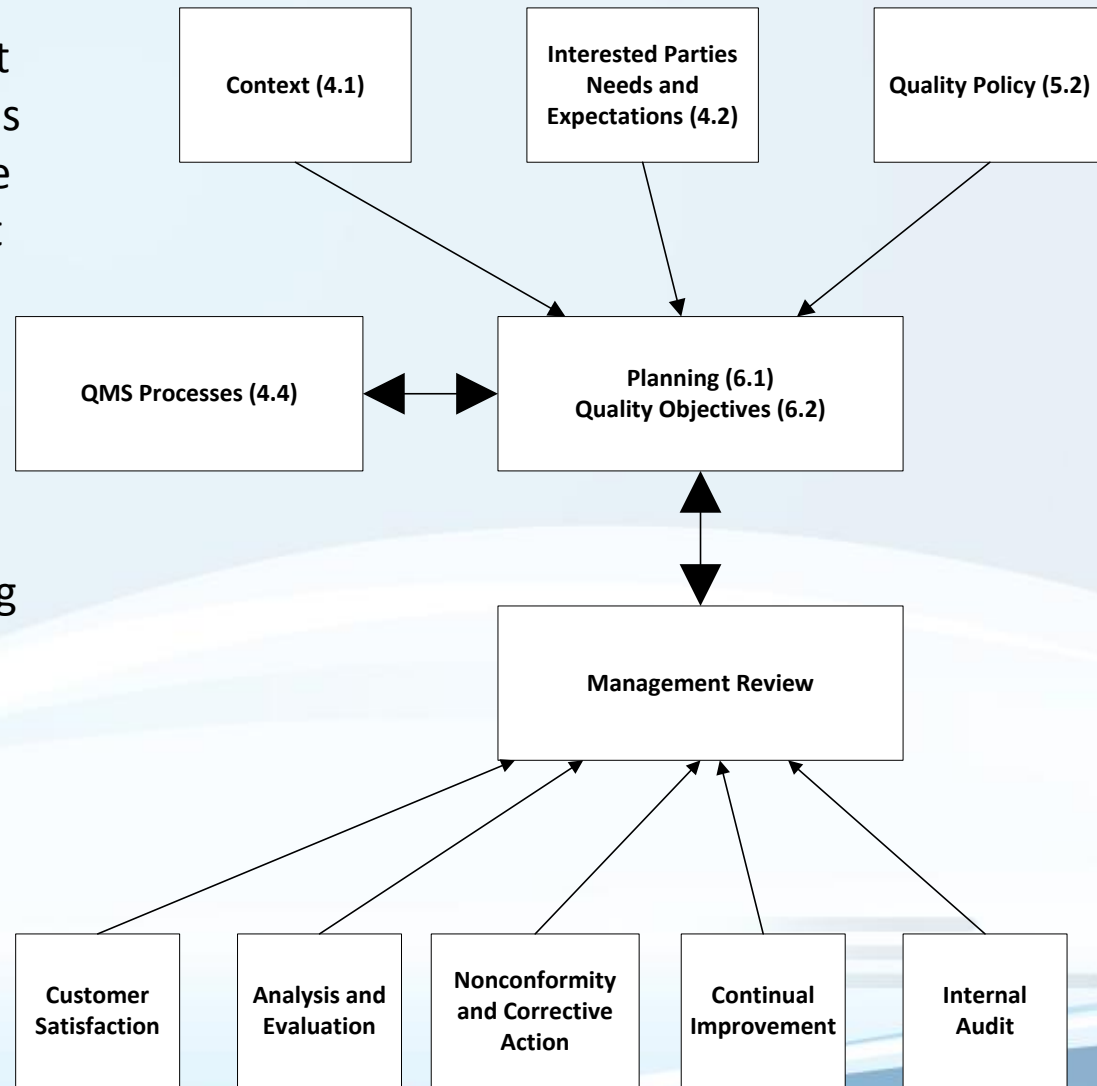 Context (4.1)
Interested Parties
Needs and
Expectations (4.2)
Quality Policy (5.2)
QMS Processes (4.4)
Planning (6.1)
Quality Objectives (6.2)
Management Review
Customer
Satisfaction
Analysis and
Evaluation
Nonconformity
and Corrective
Action
Continual
Improvement
Internal
Audit